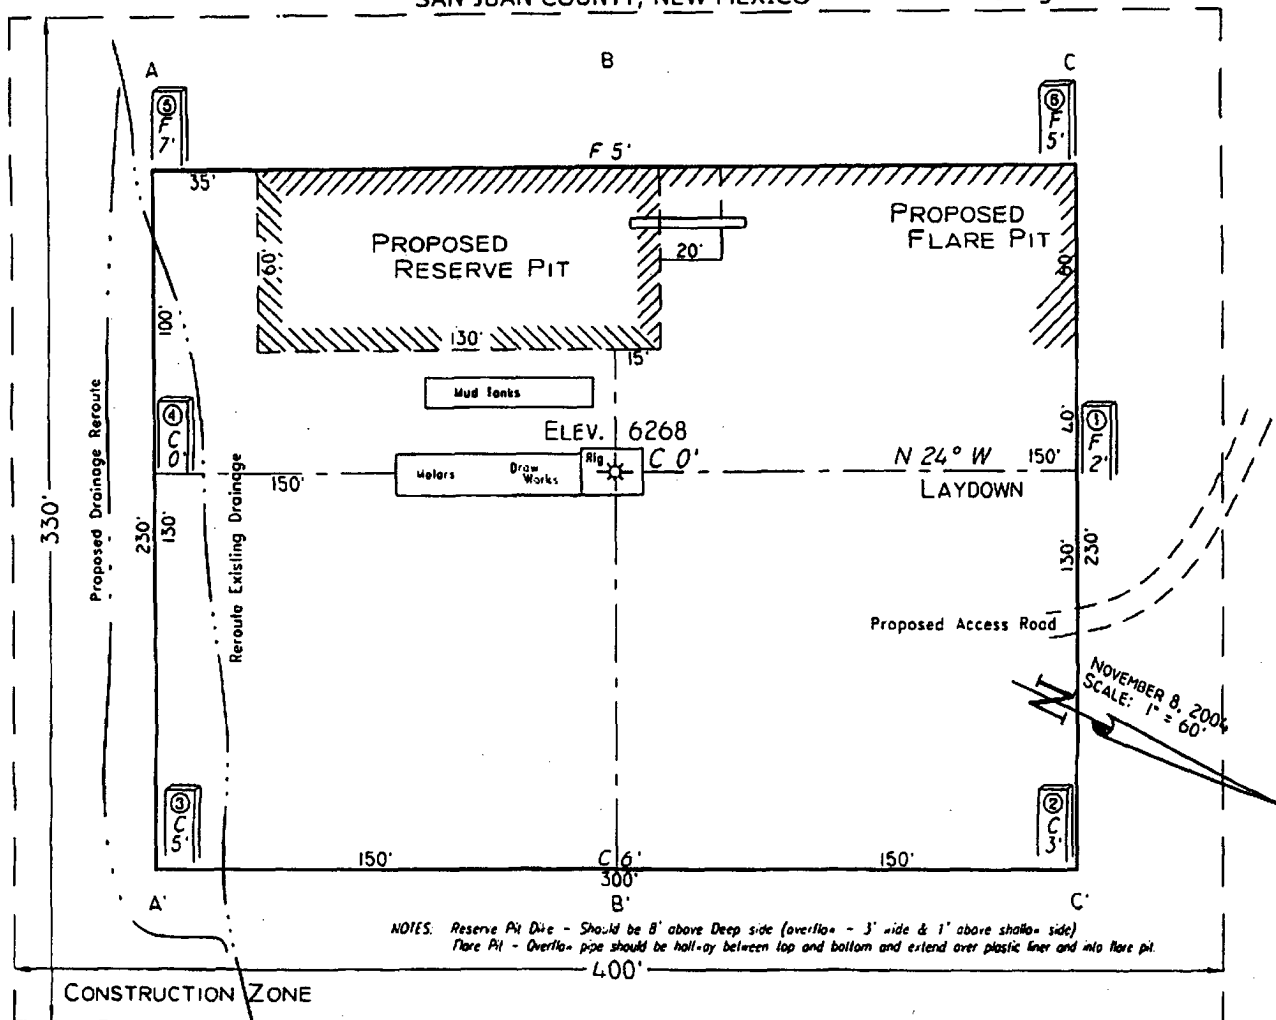 SAN JUAN COUNTY, NEW MEXICO
A
B
C
5
F
7'
6
F
5'
F 5'
35'
PROPOSED
RESERVE PIT
PROPOSED
FLARE PIT
60'
20'
60'
100'
130'
15'
Mud Tanks
4
C
0'
ELEV. 6268
Rig
C 0'
Motors
Draw
Works
150'
N 24° W
150'
LAYDOWN
40'
1
F
2'
330'
Proposed Drainage Reroute
230'
130'
Reroute Existing Drainage
130'
230'
Proposed Access Road
N
NOVEMBER 8, 2004
SCALE: 1" = 60'
3
C
5'
2
C
3'
150'
C 6'
150'
300'
A'
B'
C'
NOTES: Reserve Pit Dike - Should be 8' above Deep side (overflow - 3' wide & 1' above shallow side)
Flare Pit - Overflow pipe should be halfway between top and bottom and extend over plastic liner and into flare pit.
400'
CONSTRUCTION ZONE